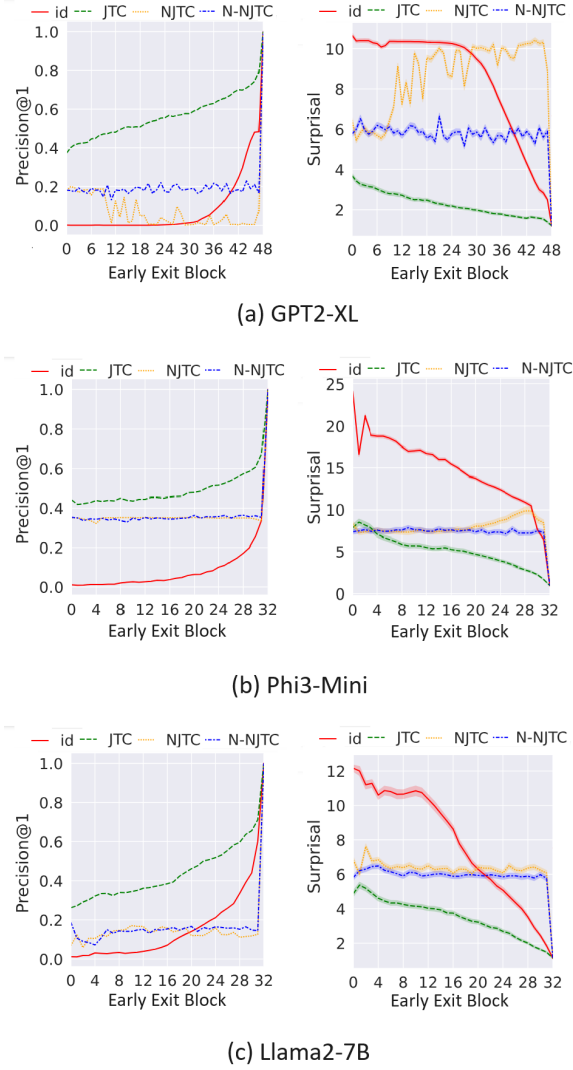 id JTC NJTC N-NJTC
Precision@1
1.0
0.8
0.6
0.4
0.2
0.0
0 6 12 18 24 30 36 42 48
Early Exit Block
id JTC NJTC N-NJTC
Surprisal
10
8
6
4
2
0 6 12 18 24 30 36 42 48
Early Exit Block
(a) GPT2-XL
id JTC NJTC N-NJTC
Precision@1
1.0
0.8
0.6
0.4
0.2
0.0
0 4 8 12 16 20 24 28 32
Early Exit Block
id JTC NJTC N-NJTC
Surprisal
25
20
15
10
5
0
0 4 8 12 16 20 24 28 32
Early Exit Block
(b) Phi3-Mini
id JTC NJTC N-NJTC
Precision@1
1.0
0.8
0.6
0.4
0.2
0.0
0 4 8 12 16 20 24 28 32
Early Exit Block
id JTC NJTC N-NJTC
Surprisal
12
10
8
6
4
2
0 4 8 12 16 20 24 28 32
Early Exit Block
(c) Llama2-7B